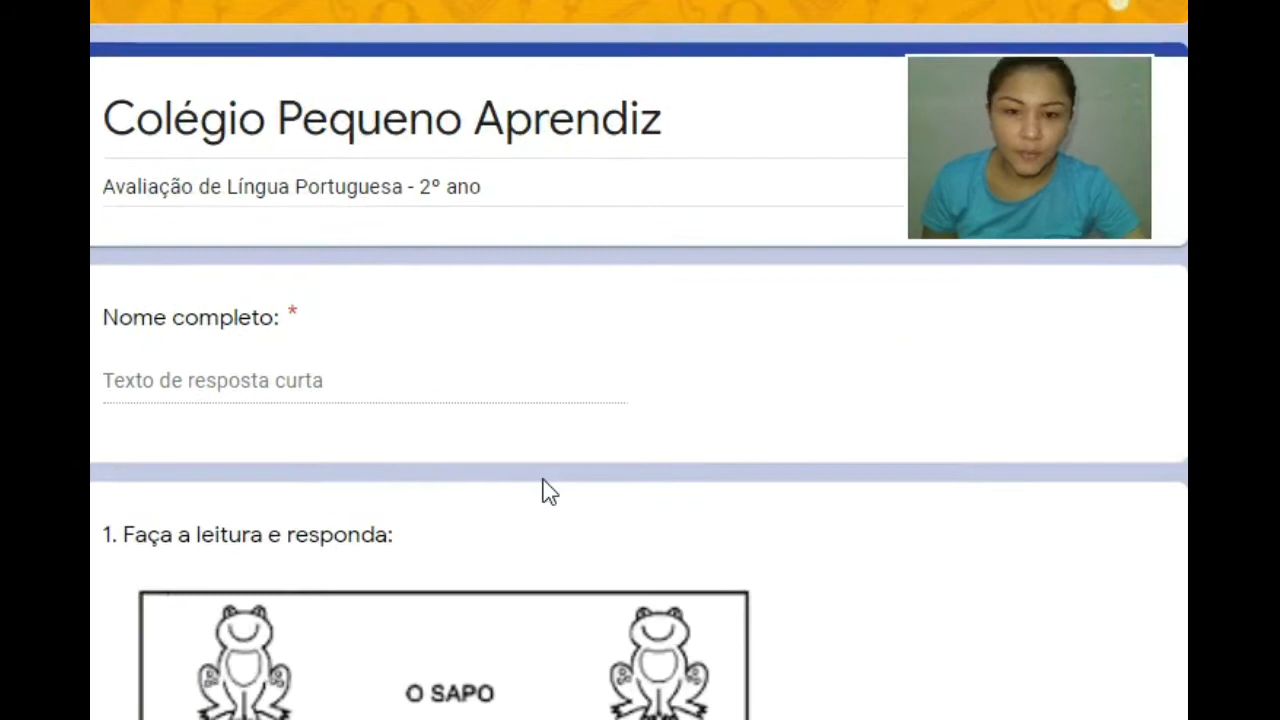 Colégio Pequeno Aprendiz
Avaliação de Língua Portuguesa - 2º ano
Nome completo: *
Texto de resposta curta
1. Faça a leitura e responda:
O SAPO